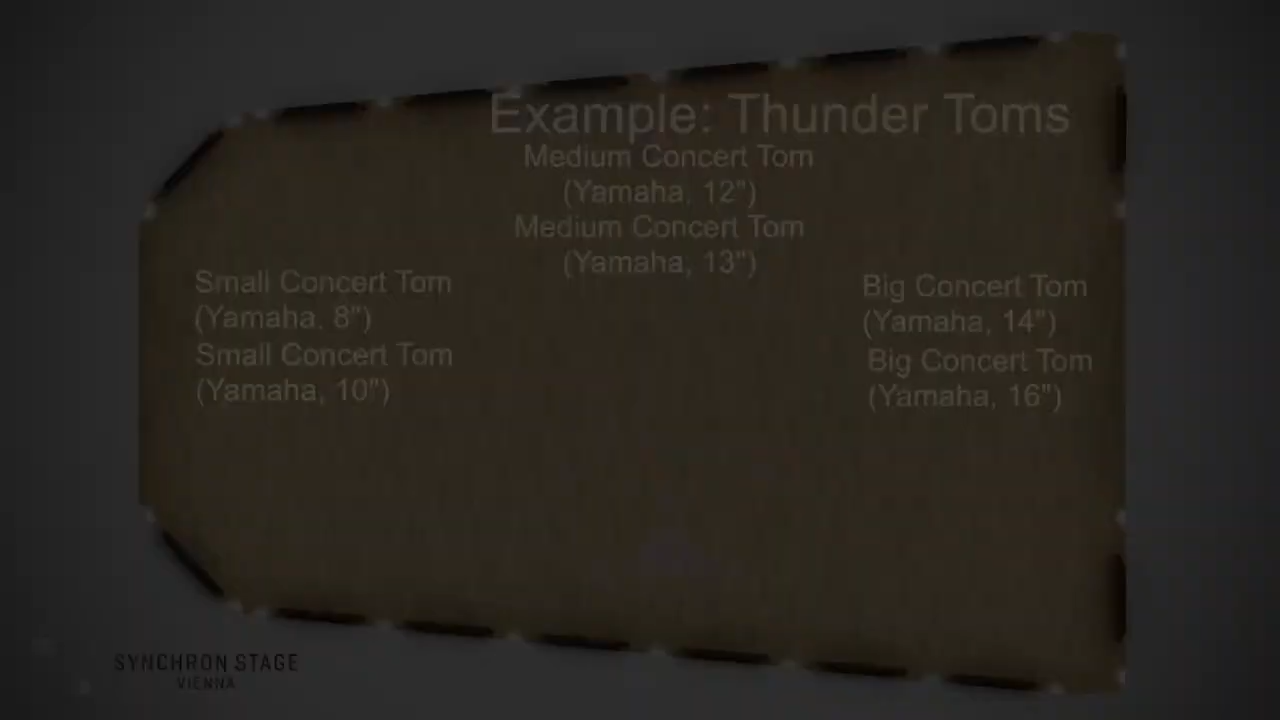 Example: Thunder Toms
Medium Concert Tom
(Yamaha, 12")
Medium Concert Tom
(Yamaha, 13")
Small Concert Tom
(Yamaha, 8")
Small Concert Tom
(Yamaha, 10")
Big Concert Tom
(Yamaha, 14")
Big Concert Tom
(Yamaha, 16")
SYNCHRON STAGE
VIENNA